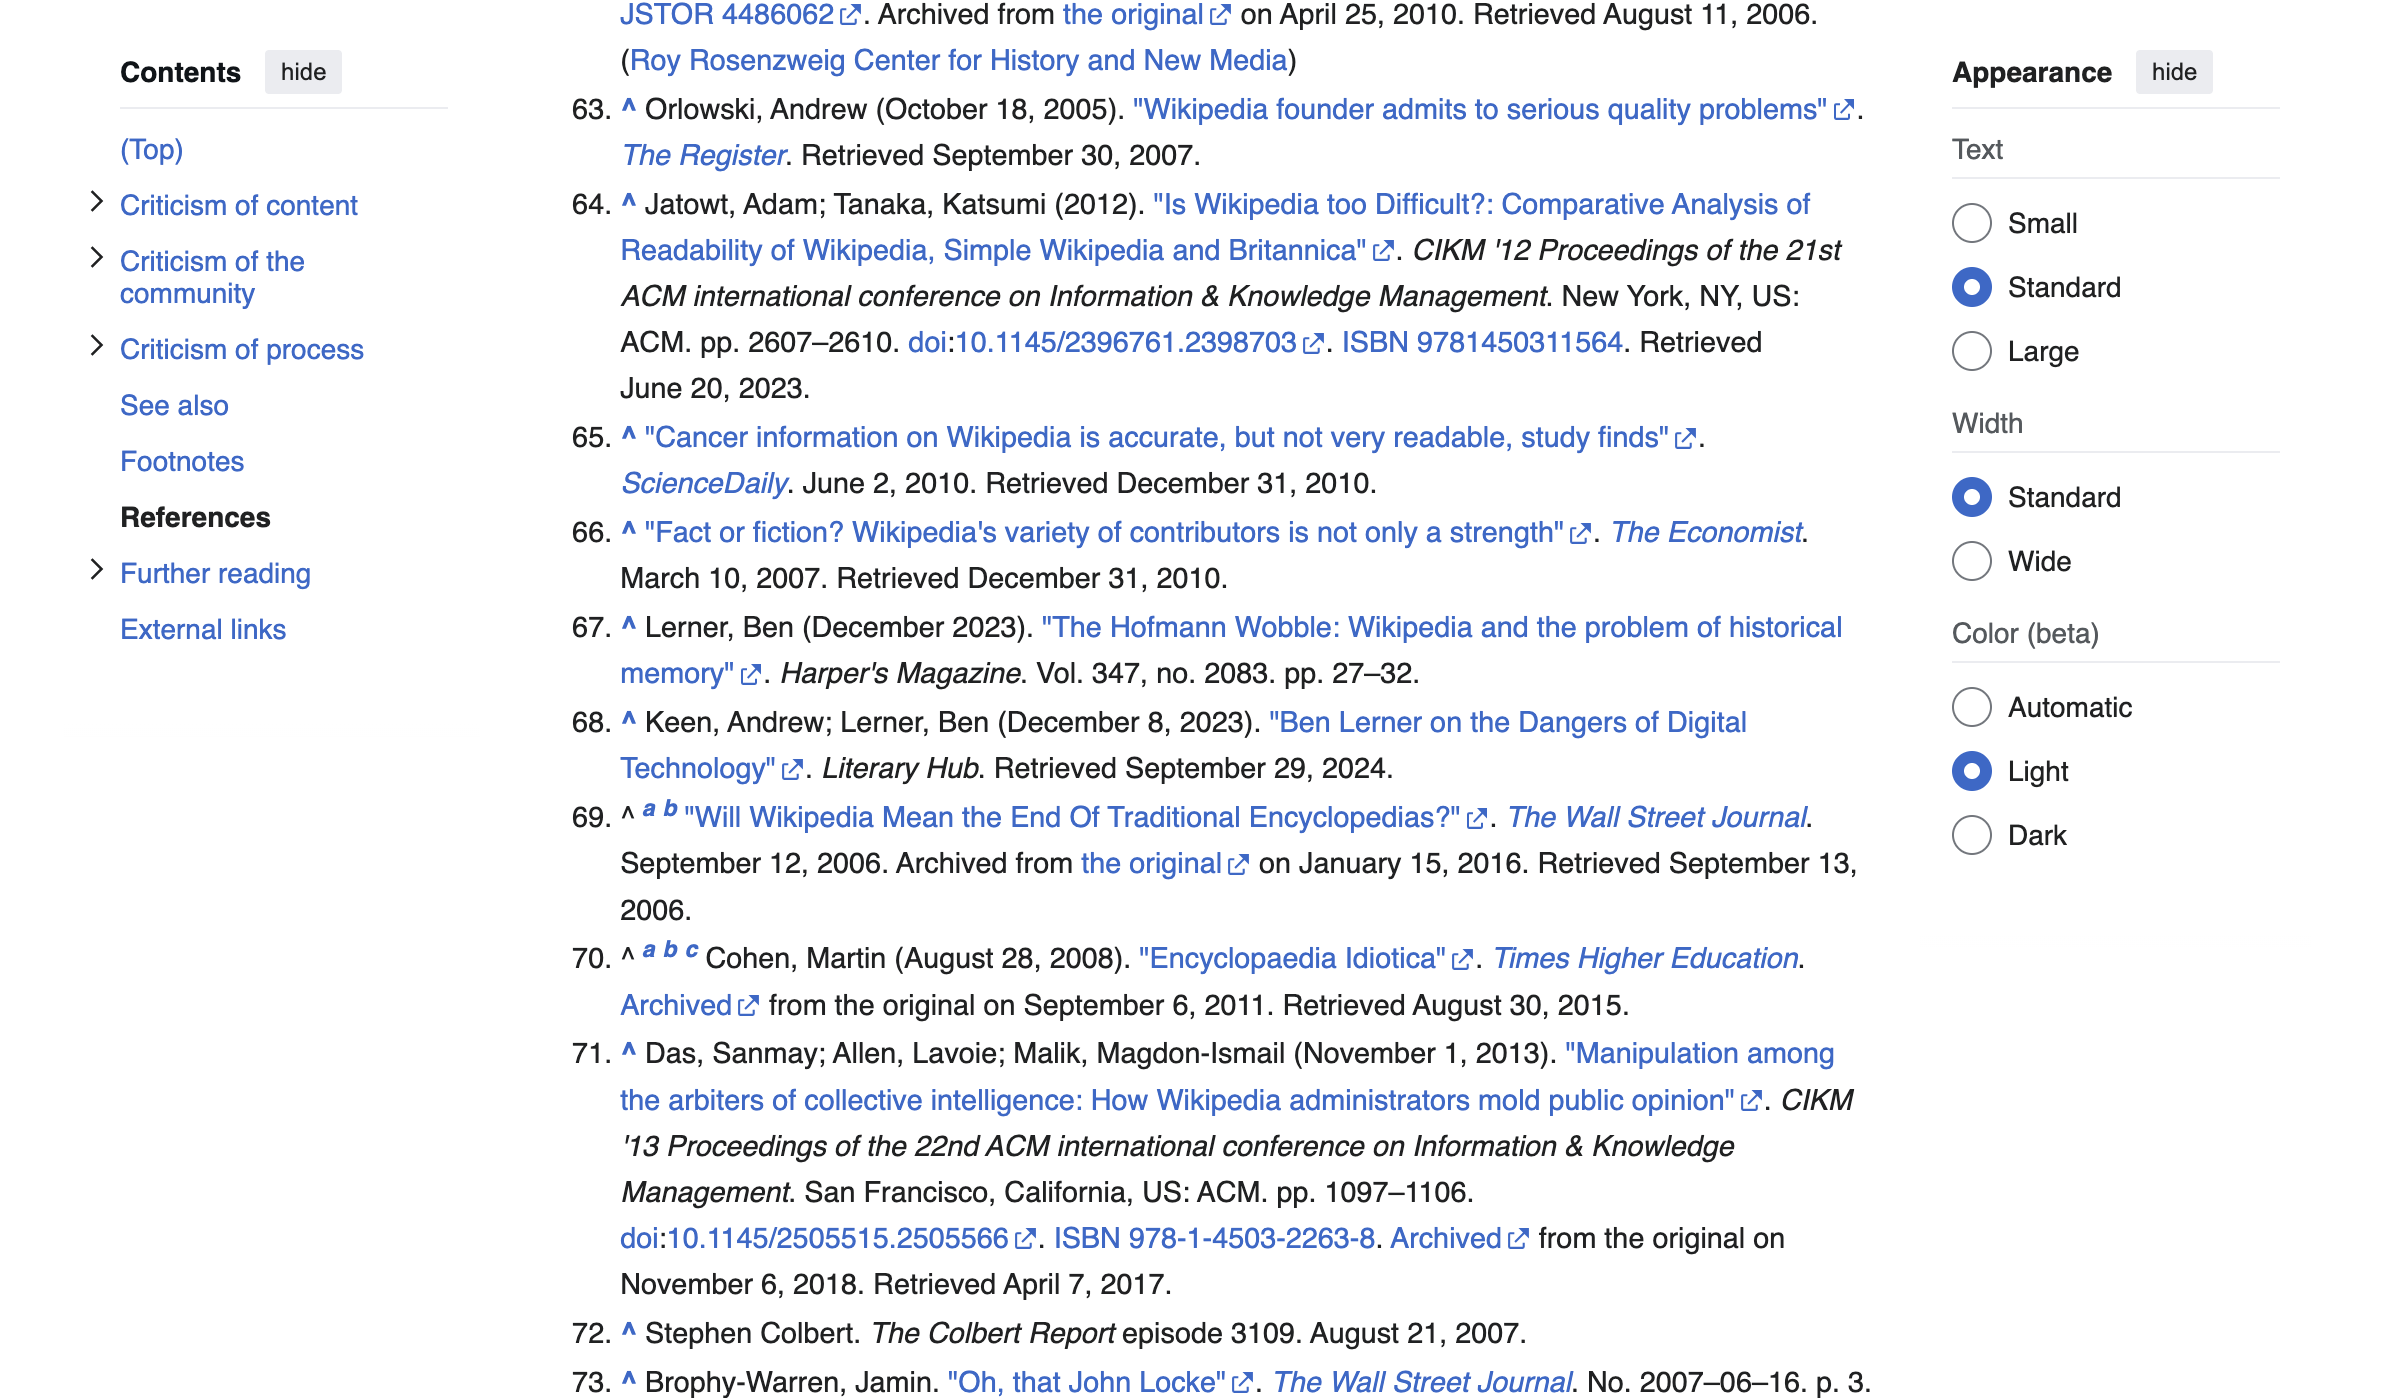 JSTOR 4486062. Archived from the original on April 25, 2010. Retrieved August 11, 2006.
(Roy Rosenzweig Center for History and New Media)
Contents hide
(Top)
Criticism of content
Criticism of the
community
Criticism of process
See also
Footnotes
References
Further reading
External links
63. ^ Orlowski, Andrew (October 18, 2005). "Wikipedia founder admits to serious quality problems".
The Register. Retrieved September 30, 2007.
64. ^ Jatowt, Adam; Tanaka, Katsumi (2012). "Is Wikipedia too Difficult?: Comparative Analysis of
Readability of Wikipedia, Simple Wikipedia and Britannica". CIKM '12 Proceedings of the 21st
ACM international conference on Information & Knowledge Management. New York, NY, US:
ACM. pp. 2607–2610. doi:10.1145/2396761.2398703. ISBN 9781450311564. Retrieved
June 20, 2023.
65. ^ "Cancer information on Wikipedia is accurate, but not very readable, study finds".
ScienceDaily. June 2, 2010. Retrieved December 31, 2010.
66. ^ "Fact or fiction? Wikipedia's variety of contributors is not only a strength". The Economist.
March 10, 2007. Retrieved December 31, 2010.
67. ^ Lerner, Ben (December 2023). "The Hofmann Wobble: Wikipedia and the problem of historical
memory". Harper's Magazine. Vol. 347, no. 2083. pp. 27–32.
68. ^ Keen, Andrew; Lerner, Ben (December 8, 2023). "Ben Lerner on the Dangers of Digital
Technology". Literary Hub. Retrieved September 29, 2024.
69. ^ a b "Will Wikipedia Mean the End Of Traditional Encyclopedias?". The Wall Street Journal.
September 12, 2006. Archived from the original on January 15, 2016. Retrieved September 13,
2006.
70. ^ a b c Cohen, Martin (August 28, 2008). "Encyclopaedia Idiotica". Times Higher Education.
Archived from the original on September 6, 2011. Retrieved August 30, 2015.
71. ^ Das, Sanmay; Allen, Lavoie; Malik, Magdon-Ismail (November 1, 2013). "Manipulation among
the arbiters of collective intelligence: How Wikipedia administrators mold public opinion". CIKM
'13 Proceedings of the 22nd ACM international conference on Information & Knowledge
Management. San Francisco, California, US: ACM. pp. 1097–1106.
doi:10.1145/2505515.2505566. ISBN 978-1-4503-2263-8. Archived from the original on
November 6, 2018. Retrieved April 7, 2017.
72. ^ Stephen Colbert. The Colbert Report episode 3109. August 21, 2007.
73. ^ Brophy-Warren, Jamin. "Oh, that John Locke". The Wall Street Journal. No. 2007–06–16. p. 3.
Appearance hide
Text
Small
Standard
Large
Width
Standard
Wide
Color (beta)
Automatic
Light
Dark